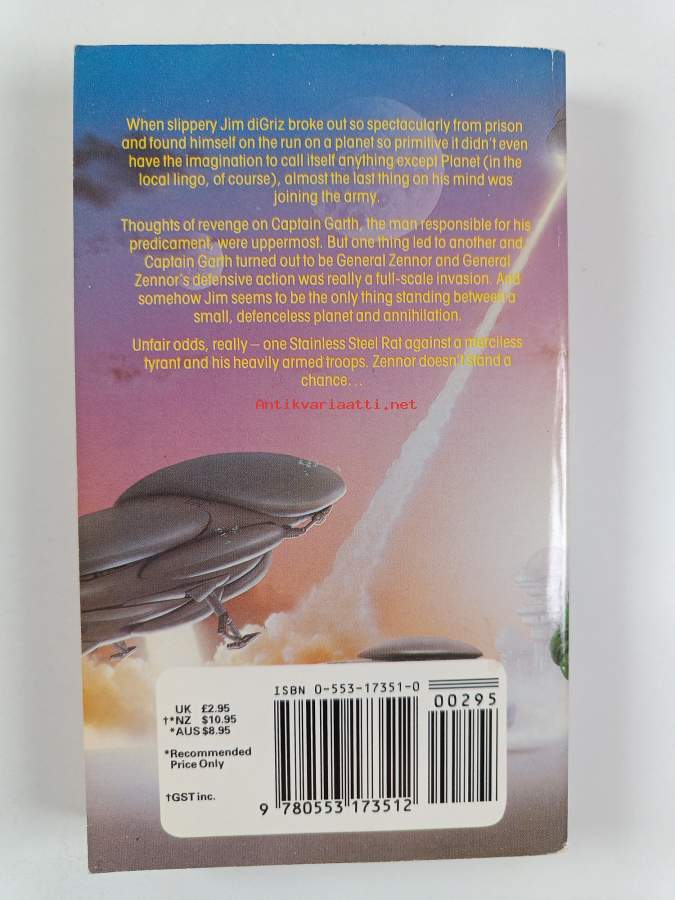 When slippery Jim diGriz broke out so spectacularly from prison
and found himself on the run on a planet so primitive it didn't even
have the imagination to call itself anything except Planet (in the
local lingo, of course), almost the last thing on his mind was
joining the army.
Thoughts of revenge on Captain Garth, the man responsible for his
predicament, were uppermost. But one thing led to another and
Captain Garth turned out to be General Zennor and General
Zennor's defensive action was really a full-scale invasion. And
somehow Jim seems to be the only thing standing between a
small, defenceless planet and annihilation.
Unfair odds, really – one Stainless Steel Rat against a merciless
tyrant and his heavily armed troops. Zennor doesn't stand a
chance...
Antikvariaatti.net
UK £2.95
†*NZ $10.95
*AUS $8.95
*Recommended
Price Only
†GST inc.
ISBN 0-553-17351-0
00295
9 780553 173512